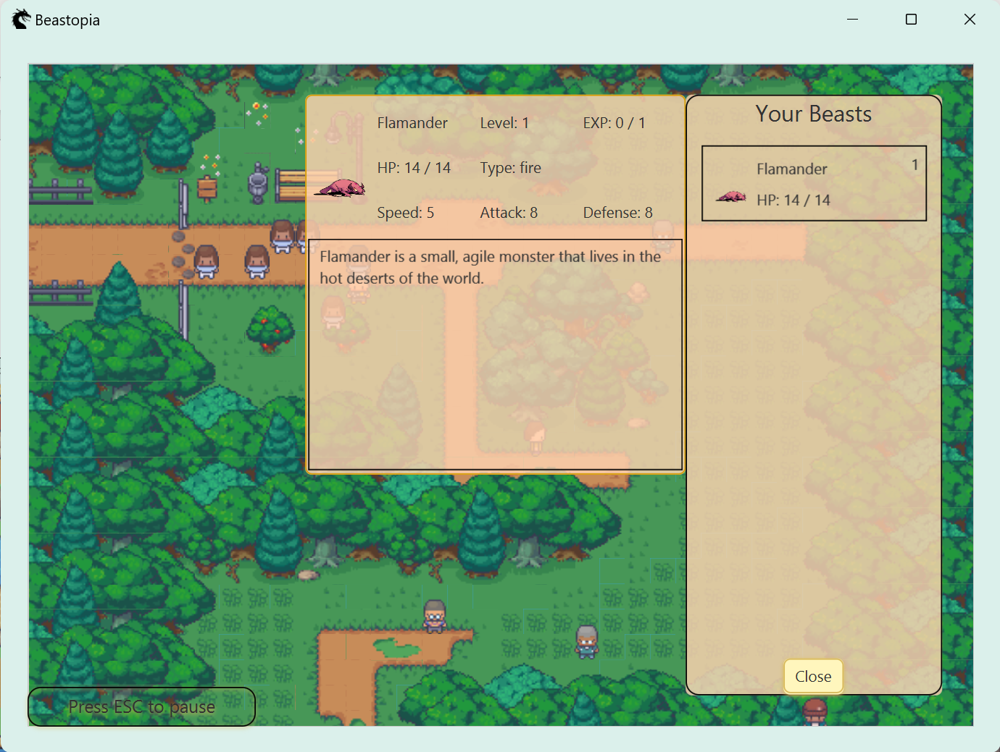 Beastopia
Flamander Level: 1 EXP: 0 / 1
HP: 14 / 14 Type: fire
Speed: 5 Attack: 8 Defense: 8
Flamander is a small, agile monster that lives in the
hot deserts of the world.
Your Beasts
Flamander 1
HP: 14 / 14
Close
Press ESC to pause